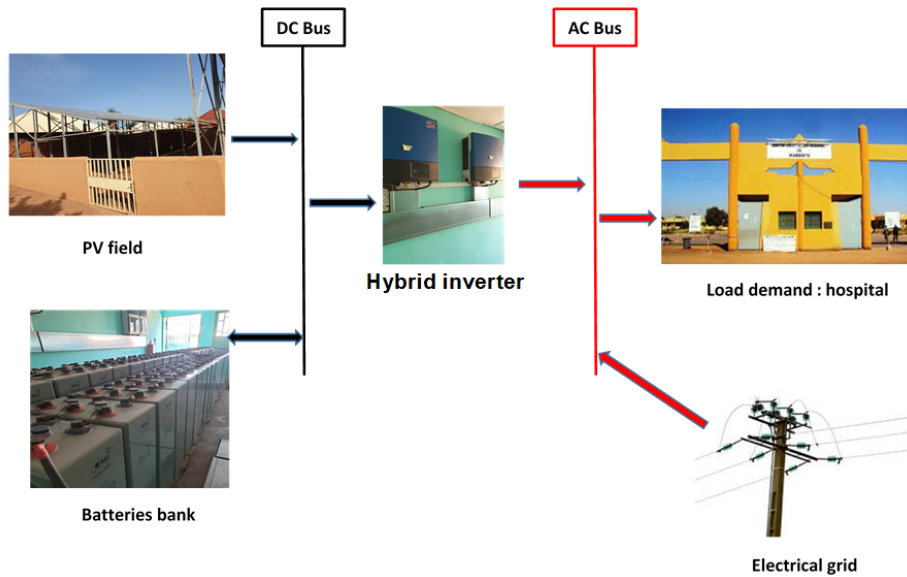 DC Bus
AC Bus
PV field
Hybrid inverter
Load demand : hospital
Batteries bank
Electrical grid